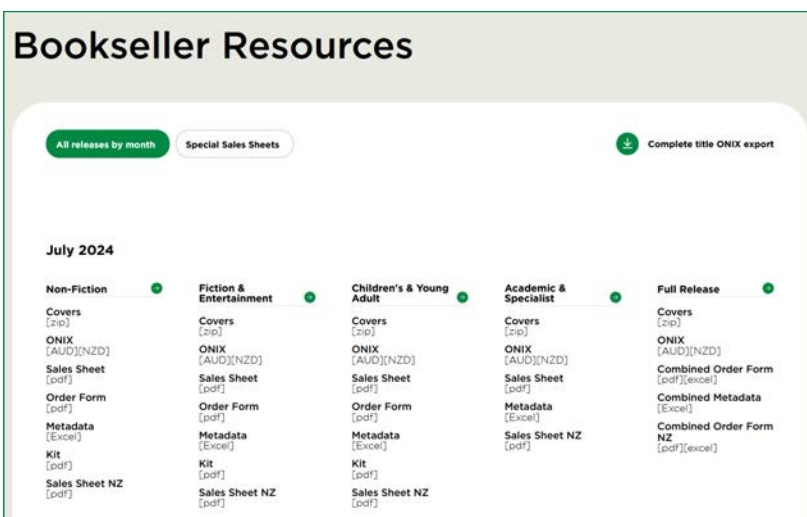 Bookseller Resources
All releases by month
Special Sales Sheets
Complete title ONIX export
July 2024
Non-Fiction
Covers
[zip]
ONIX
[AUD][NZD]
Sales Sheet
[pdf]
Order Form
[pdf]
Metadata
[Excel]
Kit
[pdf]
Sales Sheet NZ
[pdf]
Fiction &
Entertainment
Covers
[zip]
ONIX
[AUD][NZD]
Sales Sheet
[pdf]
Order Form
[pdf]
Metadata
[Excel]
Kit
[pdf]
Sales Sheet NZ
[pdf]
Children's & Young
Adult
Covers
[zip]
ONIX
[AUD][NZD]
Sales Sheet
[pdf]
Order Form
[pdf]
Metadata
[Excel]
Kit
[pdf]
Sales Sheet NZ
[pdf]
Academic &
Specialist
Covers
[zip]
ONIX
[AUD][NZD]
Sales Sheet
[pdf]
Metadata
[Excel]
Sales Sheet NZ
[pdf]
Full Release
Covers
[zip]
ONIX
[AUD][NZD]
Combined Order Form
[pdf][excel]
Combined Metadata
[Excel]
Combined Order Form
NZ
[pdf][excel]